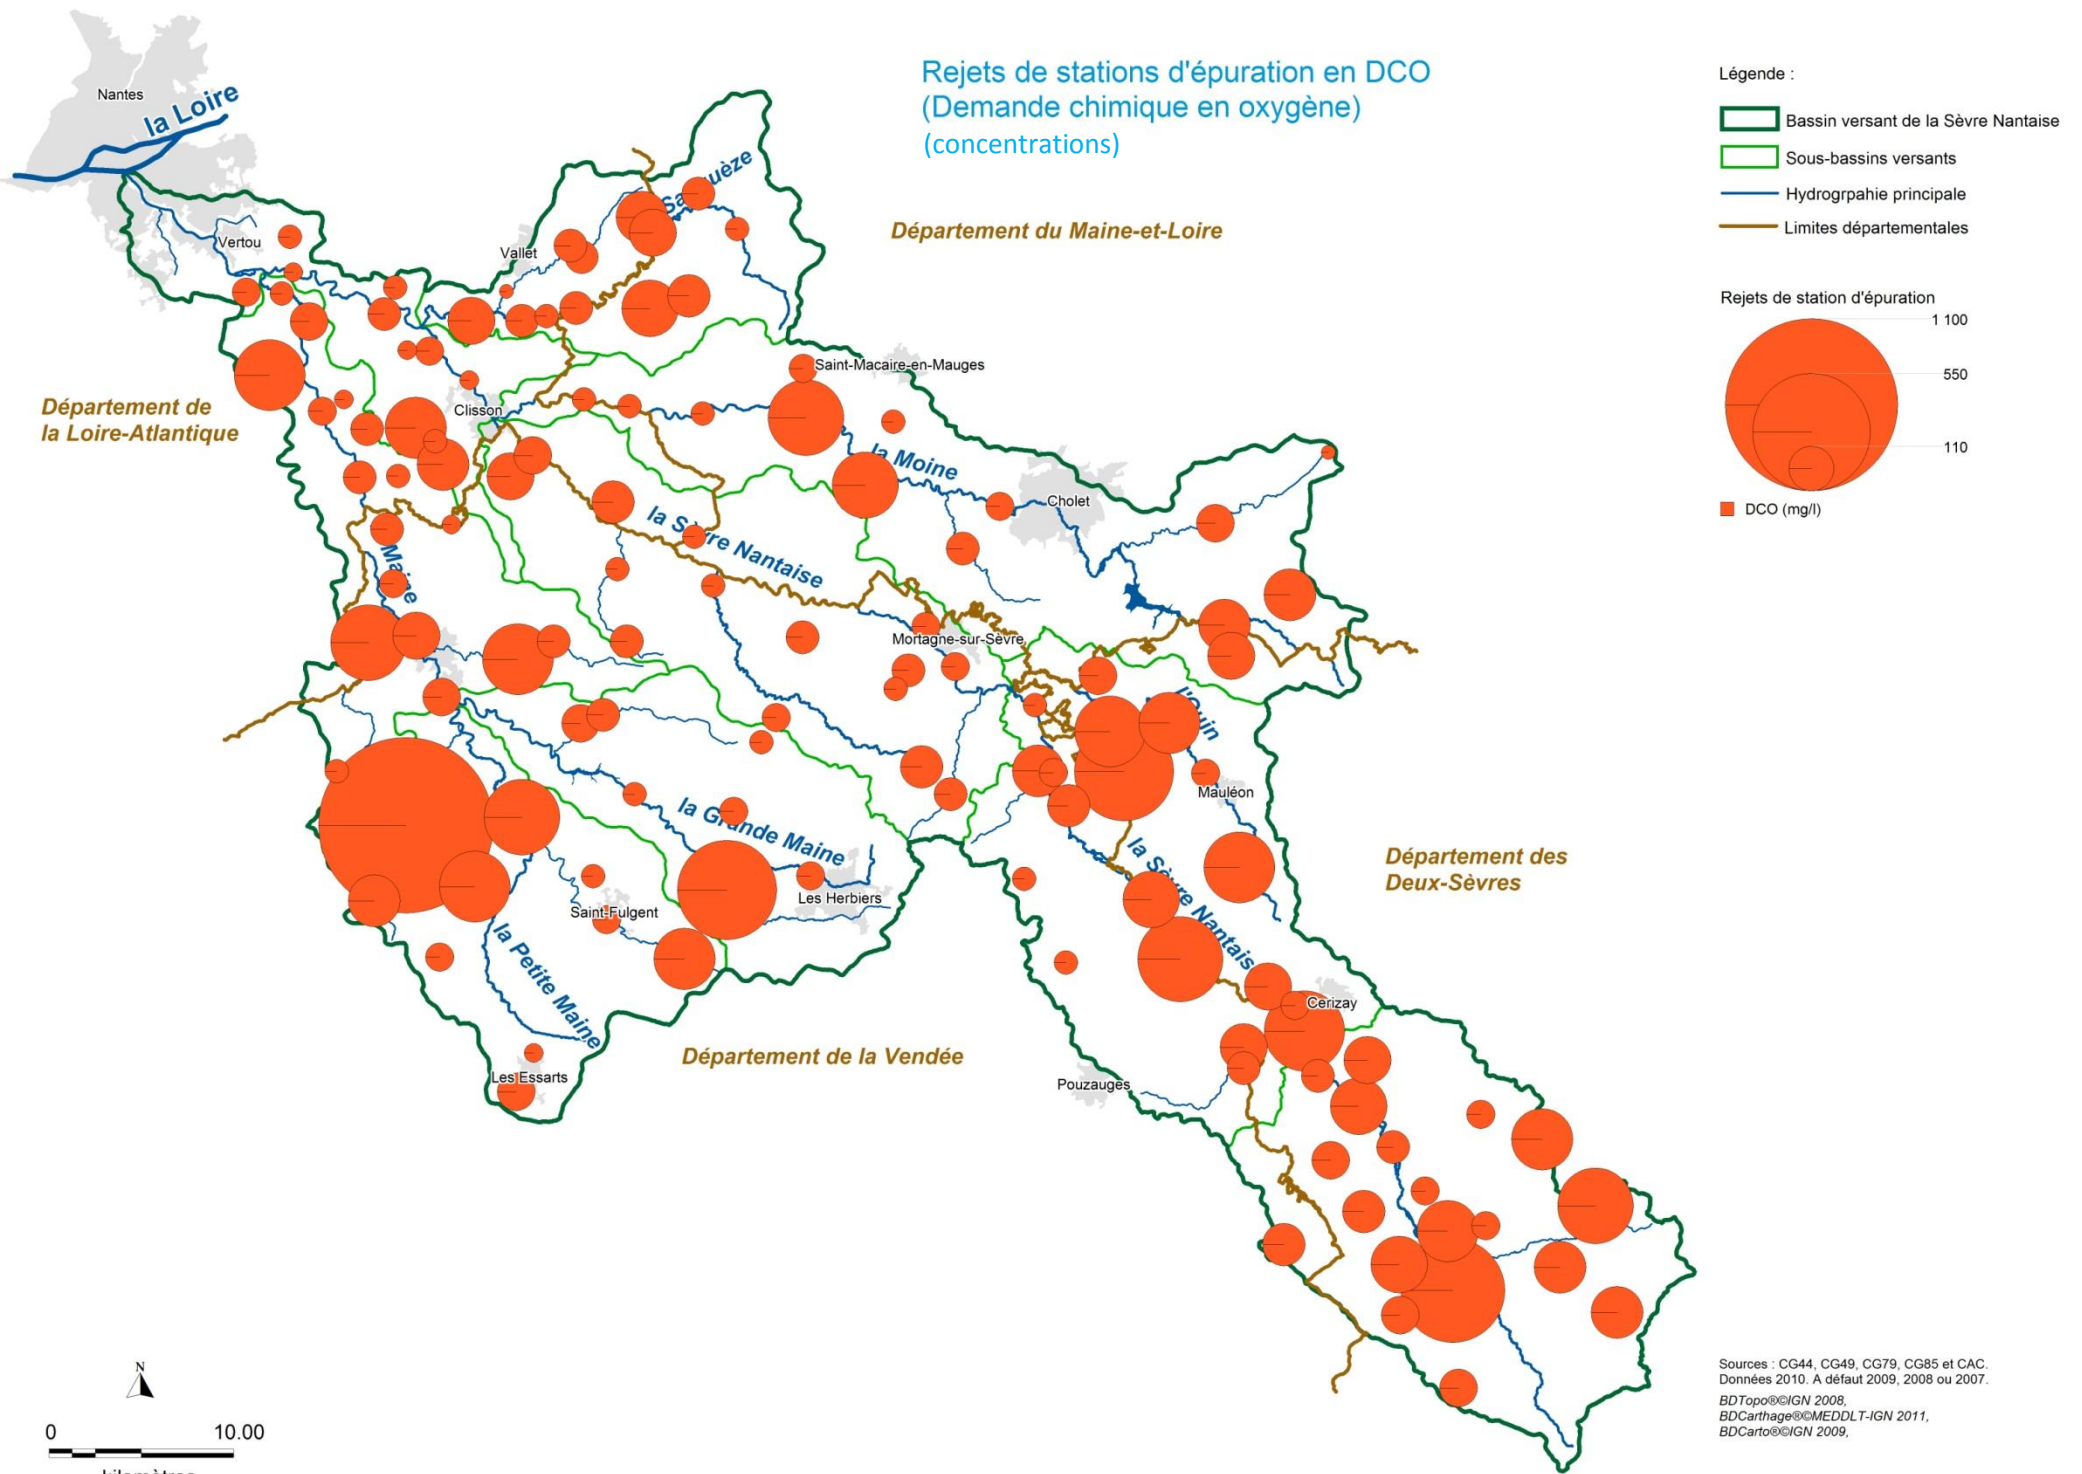 Rejets de stations d'épuration en DCO
(Demande chimique en oxygène)
(concentrations)
Légende :
Bassin versant de la Sèvre Nantaise
Sous-bassins versants
Hydrogrpahie principale
Limites départementales
Rejets de station d'épuration
1 100
550
110
DCO (mg/l)
Nantes
la Loire
Vertou
Vallet
Département du Maine-et-Loire
Saint-Macaire-en-Mauges
Département de
la Loire-Atlantique
Clisson
la Moine
Cholet
la Sèvre Nantaise
Maine
Mortagne-sur-Sèvre
l'Ouin
Mauléon
la Grande Maine
Les Herbiers
la Sèvre Nantais
Département des
Deux-Sèvres
Saint-Fulgent
la Petite Maine
Cerizay
Département de la Vendée
Les Essarts
Pouzauges
N
0 10.00
kilomètres
Sources : CG44, CG49, CG79, CG85 et CAC.
Données 2010. A défaut 2009, 2008 ou 2007.
BDTopo®©IGN 2008,
BDCarthage®©MEDDLT-IGN 2011,
BDCarto®©IGN 2009,